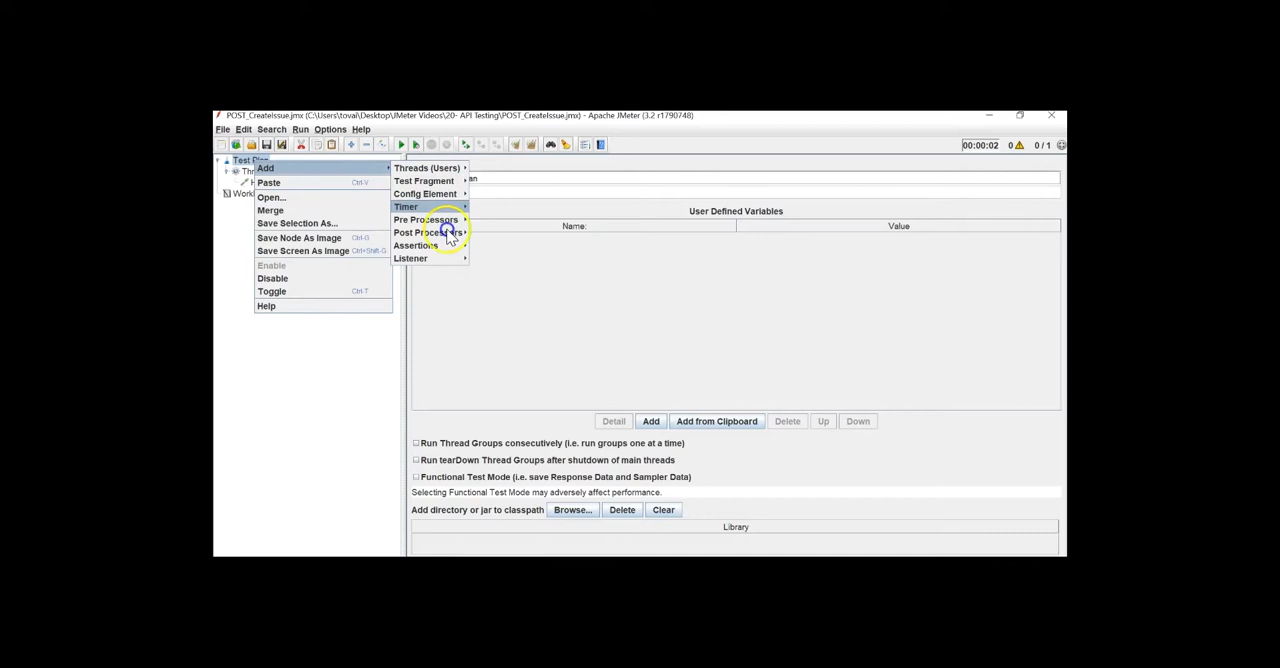 POST_CreateIssue.jmx (C:\Users\tovai\Desktop\JMeter Videos\20- API Testing\POST_CreateIssue.jmx) - Apache JMeter (3.2 r1790748)
File Edit Search Run Options Help
00:00:02 0 0 / 1
Test
Add
Paste Ctrl-V
Open...
Merge
Save Selection As...
Save Node As Image Ctrl-G
Save Screen As Image Ctrl+Shift-G
Enable
Disable
Toggle Ctrl-T
Help
Threads (Users)
Test Fragment
Config Element
Timer
Pre Processors
Post Processors
Assertions
Listener
User Defined Variables
Name: Value
Detail Add Add from Clipboard Delete Up Down
Run Thread Groups consecutively (i.e. run groups one at a time)
Run tearDown Thread Groups after shutdown of main threads
Functional Test Mode (i.e. save Response Data and Sampler Data)
Selecting Functional Test Mode may adversely affect performance.
Add directory or jar to classpath Browse... Delete Clear
Library